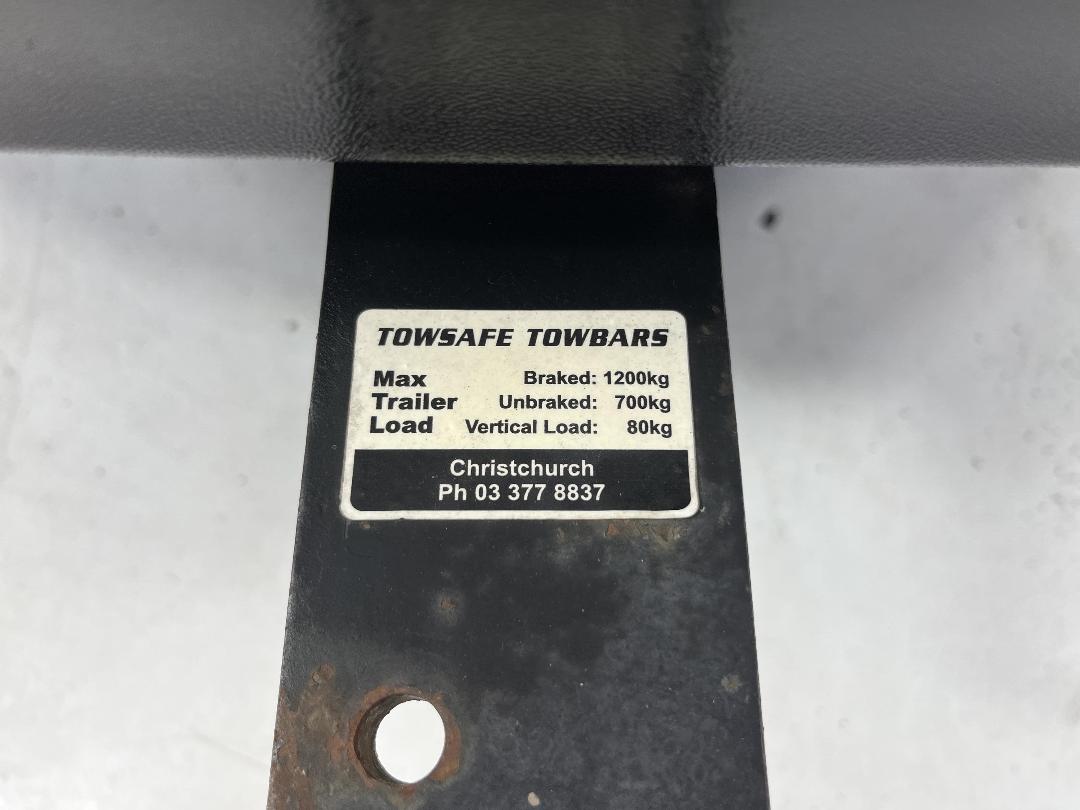 TOWSAFE TOWBARS
Max Braked: 1200kg
Trailer Unbraked: 700kg
Load Vertical Load: 80kg
Christchurch
Ph 03 377 8837